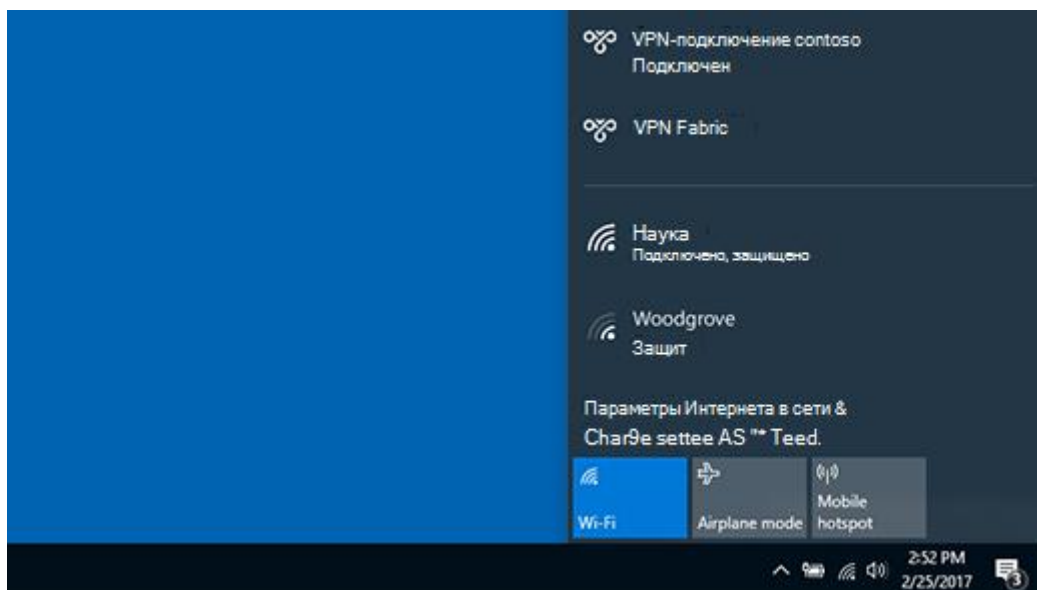 VPN-подключение contoso
Подключен
VPN Fabric
Наука
Подключено, защищено
Woodgrove
Защит
Параметры Интернета в сети &
Char9e settee AS "* Teed.
Wi-Fi
Airplane mode
Mobile
hotspot
2:52 PM
2/25/2017
3